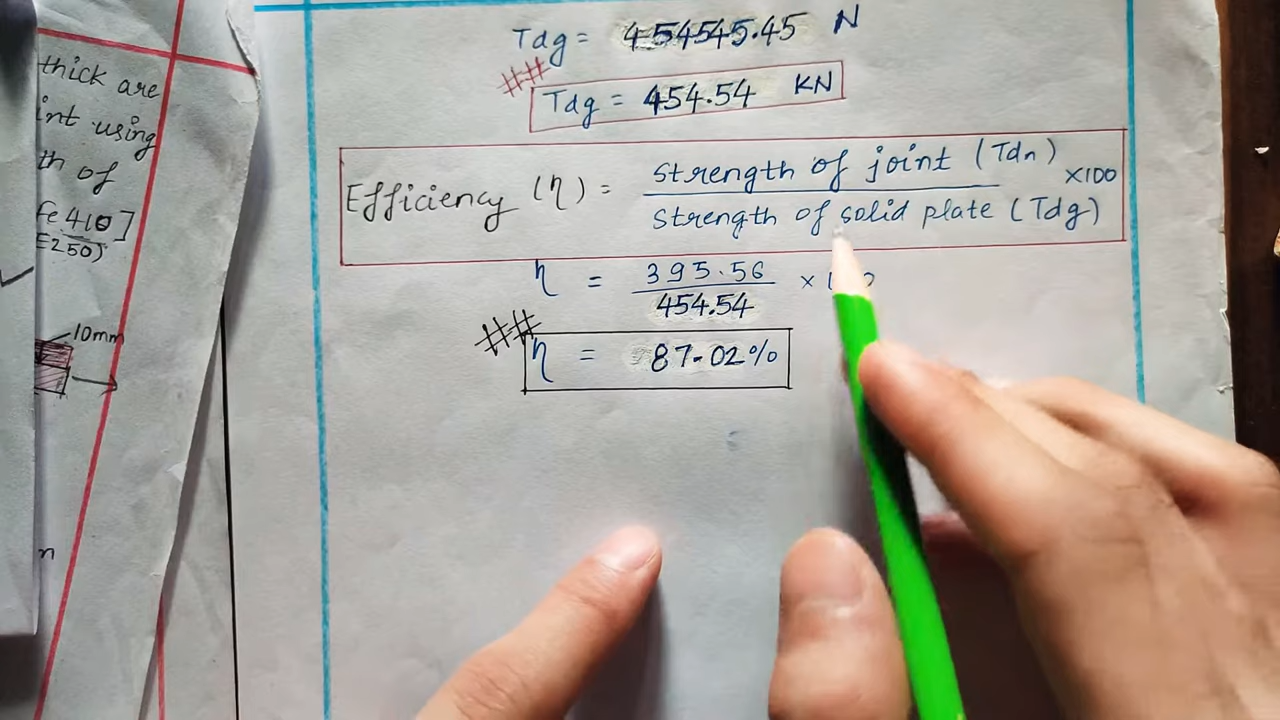 thick are
int using
th of
fe 410]
E250)
10mm
n
Tdg = 454545.45 N
## Tdg = 454.54 KN
Efficiency (η) = Strength of joint (Tdn) ×100
Strength of solid plate (Tdg)
η = 395.56 ×
454.54
## η = 87.02%